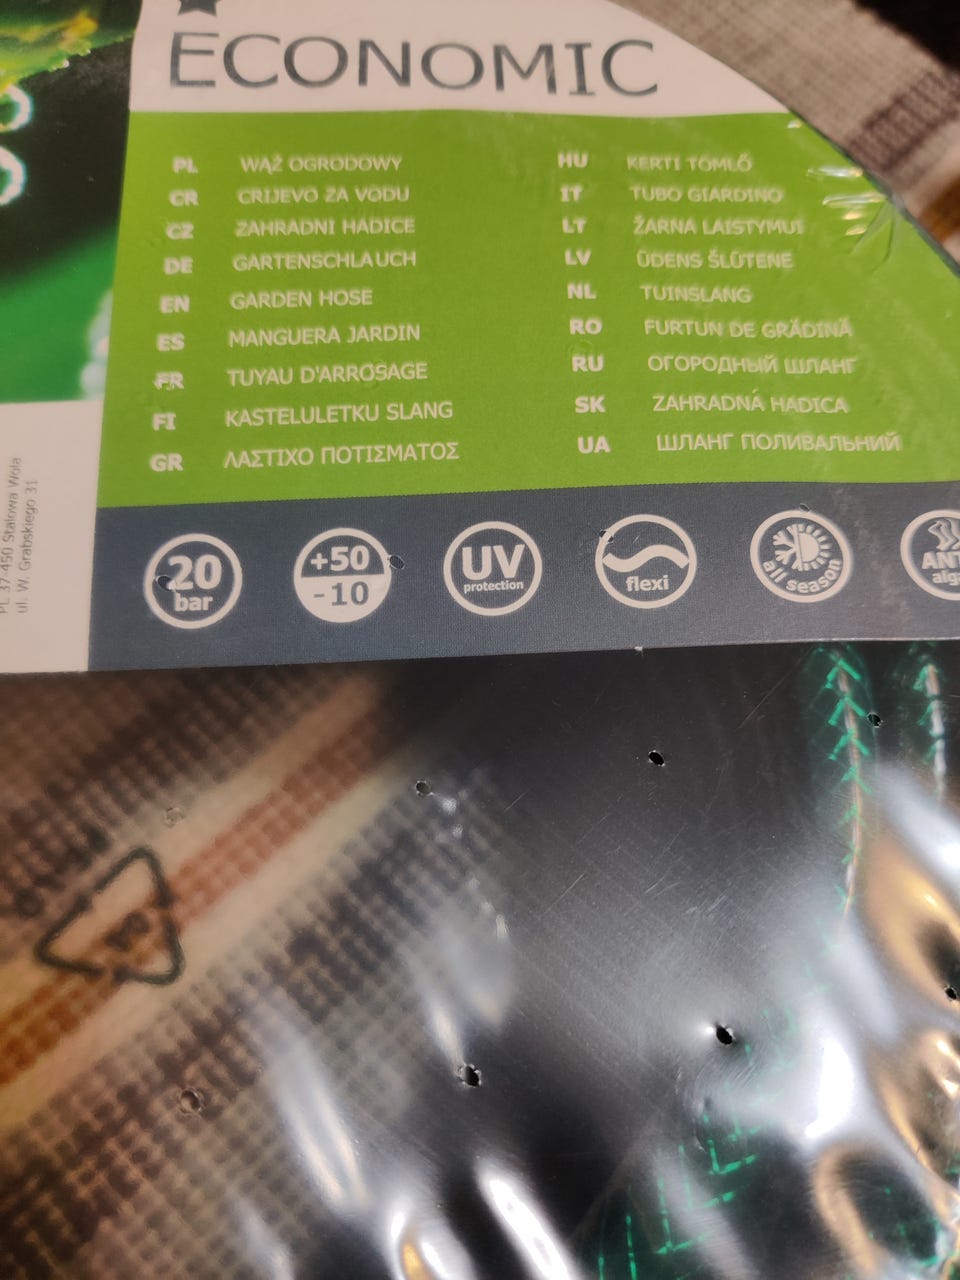 ECONOMIC
PL WĄŻ OGRODOWY
CR CRIJEVO ZA VODU
CZ ZAHRADNI HADICE
DE GARTENSCHLAUCH
EN GARDEN HOSE
ES MANGUERA JARDIN
FR TUYAU D'ARROSAGE
FI KASTELULETKU SLANG
GR ΛΑΣΤΙΧΟ ΠΟΤΙΣΜΑΤΟΣ
HU KERTI TÖMLŐ
IT TUBO GIARDINO
LT ŽARNA LAISTYMUI
LV ŪDENS ŠĻŪTENE
NL TUINSLANG
RO FURTUN DE GRĂDINĂ
RU ОГОРОДНЫЙ ШЛАНГ
SK ZAHRADNÁ HADICA
UA ШЛАНГ ПОЛИВАЛЬНИЙ
PL 37-450 Stalowa Wola
ul. W. Grabskiego 31
20
bar
+50
-10
UV
protection
flexi
all season